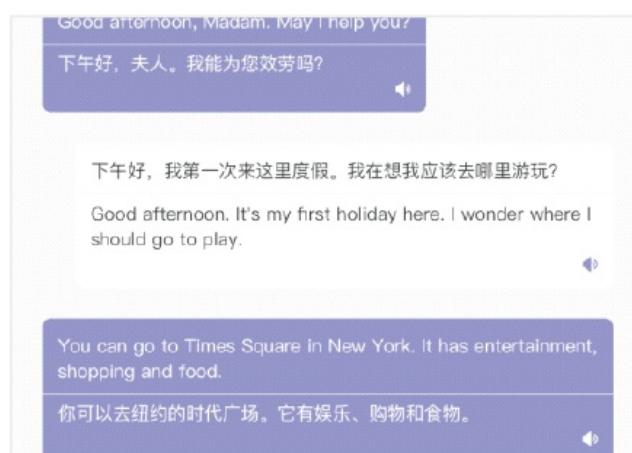 Good afternoon, Madam. May I help you?
下午好，夫人。我能为您效劳吗？
下午好，我第一次来这里度假。我在想我应该去哪里游玩？
Good afternoon. It's my first holiday here. I wonder where I
should go to play.
You can go to Times Square in New York. It has entertainment,
shopping and food.
你可以去纽约的时代广场。它有娱乐、购物和食物。